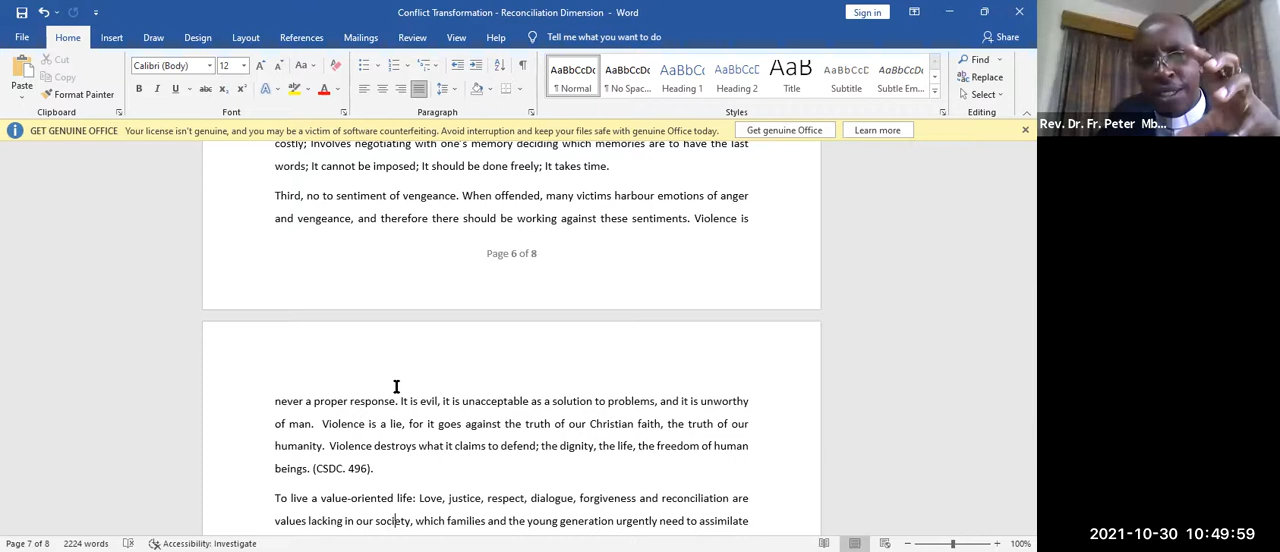 Conflict Transformation - Reconciliation Dimension - Word
Sign in
File Home Insert Draw Design Layout References Mailings Review View Help Tell me what you want to do Share
Paste
Cut
Copy
Format Painter
Clipboard
Calibri (Body) 12
Aa
B I U abc x₂ x²
A A
Font
Paragraph
AaBbCcDc AaBbCcDc AaBbCc AaBbCcD AaB AaBbCcD AaBbCcDc
¶ Normal ¶ No Spac... Heading 1 Heading 2 Title Subtitle Subtle Em...
Styles
Find
Replace
Select
Editing
GET GENUINE OFFICE Your license isn't genuine, and you may be a victim of software counterfeiting. Avoid interruption and keep your files safe with genuine Office today. Get genuine Office Learn more
Rev. Dr. Fr. Peter Mb...
costly; Involves negotiating with one's memory deciding which memories are to have the last
words; It cannot be imposed; It should be done freely; It takes time.
Third, no to sentiment of vengeance. When offended, many victims harbour emotions of anger
and vengeance, and therefore there should be working against these sentiments. Violence is
Page 6 of 8
never a proper response. It is evil, it is unacceptable as a solution to problems, and it is unworthy
of man. Violence is a lie, for it goes against the truth of our Christian faith, the truth of our
humanity. Violence destroys what it claims to defend; the dignity, the life, the freedom of human
beings. (CSDC. 496).
To live a value-oriented life: Love, justice, respect, dialogue, forgiveness and reconciliation are
values lacking in our society, which families and the young generation urgently need to assimilate
Page 7 of 8 2224 words Accessibility: Investigate 100%
2021-10-30 10:49:59